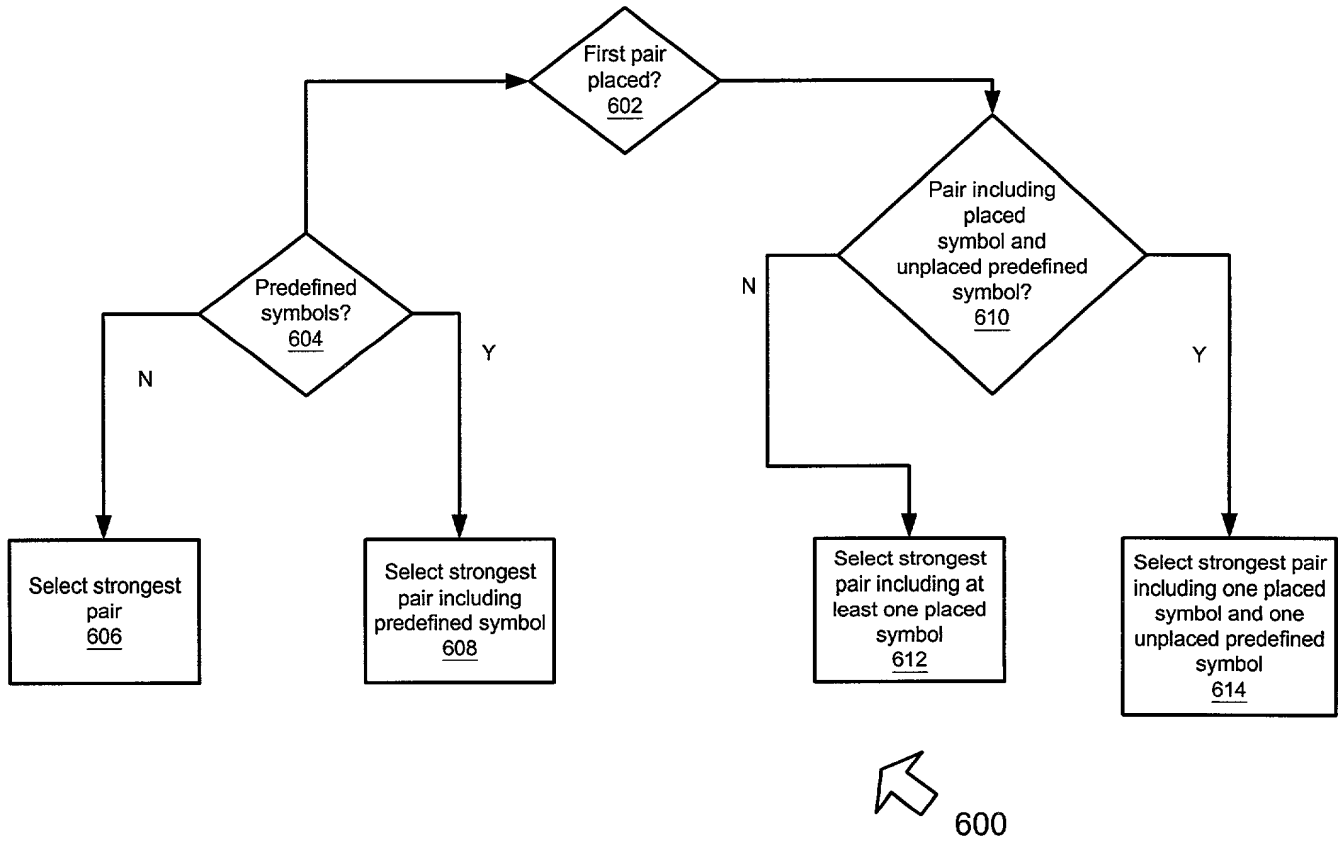 First pair
placed?
602
Pair including
placed
symbol and
unplaced predefined
symbol?
610
Predefined
symbols?
604
N
Y
N
Y
Select strongest
pair
606
Select strongest
pair including
predefined symbol
608
Select strongest
pair including at
least one placed
symbol
612
Select strongest pair
including one placed
symbol and one
unplaced predefined
symbol
614
600